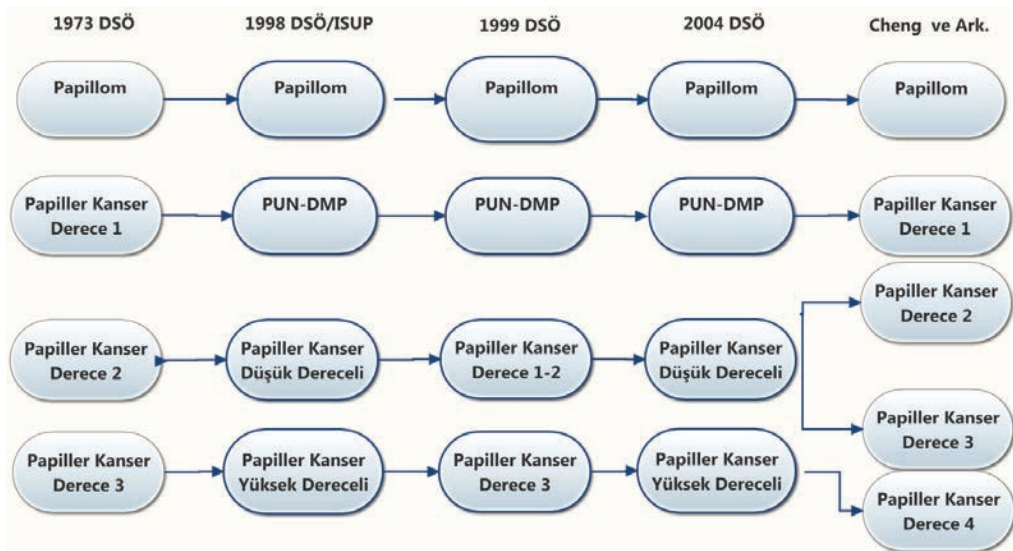 1973 DSÖ
1998 DSÖ/ISUP
1999 DSÖ
2004 DSÖ
Cheng ve Ark.
Papillom
Papillom
Papillom
Papillom
Papillom
Papiller Kanser
Derece 1
PUN-DMP
PUN-DMP
PUN-DMP
Papiller Kanser
Derece 1
Papiller Kanser
Derece 2
Papiller Kanser
Derece 2
Papiller Kanser
Düşük Dereceli
Papiller Kanser
Derece 1-2
Papiller Kanser
Düşük Dereceli
Papiller Kanser
Derece 3
Papiller Kanser
Derece 3
Papiller Kanser
Yüksek Dereceli
Papiller Kanser
Derece 3
Papiller Kanser
Yüksek Dereceli
Papiller Kanser
Derece 4